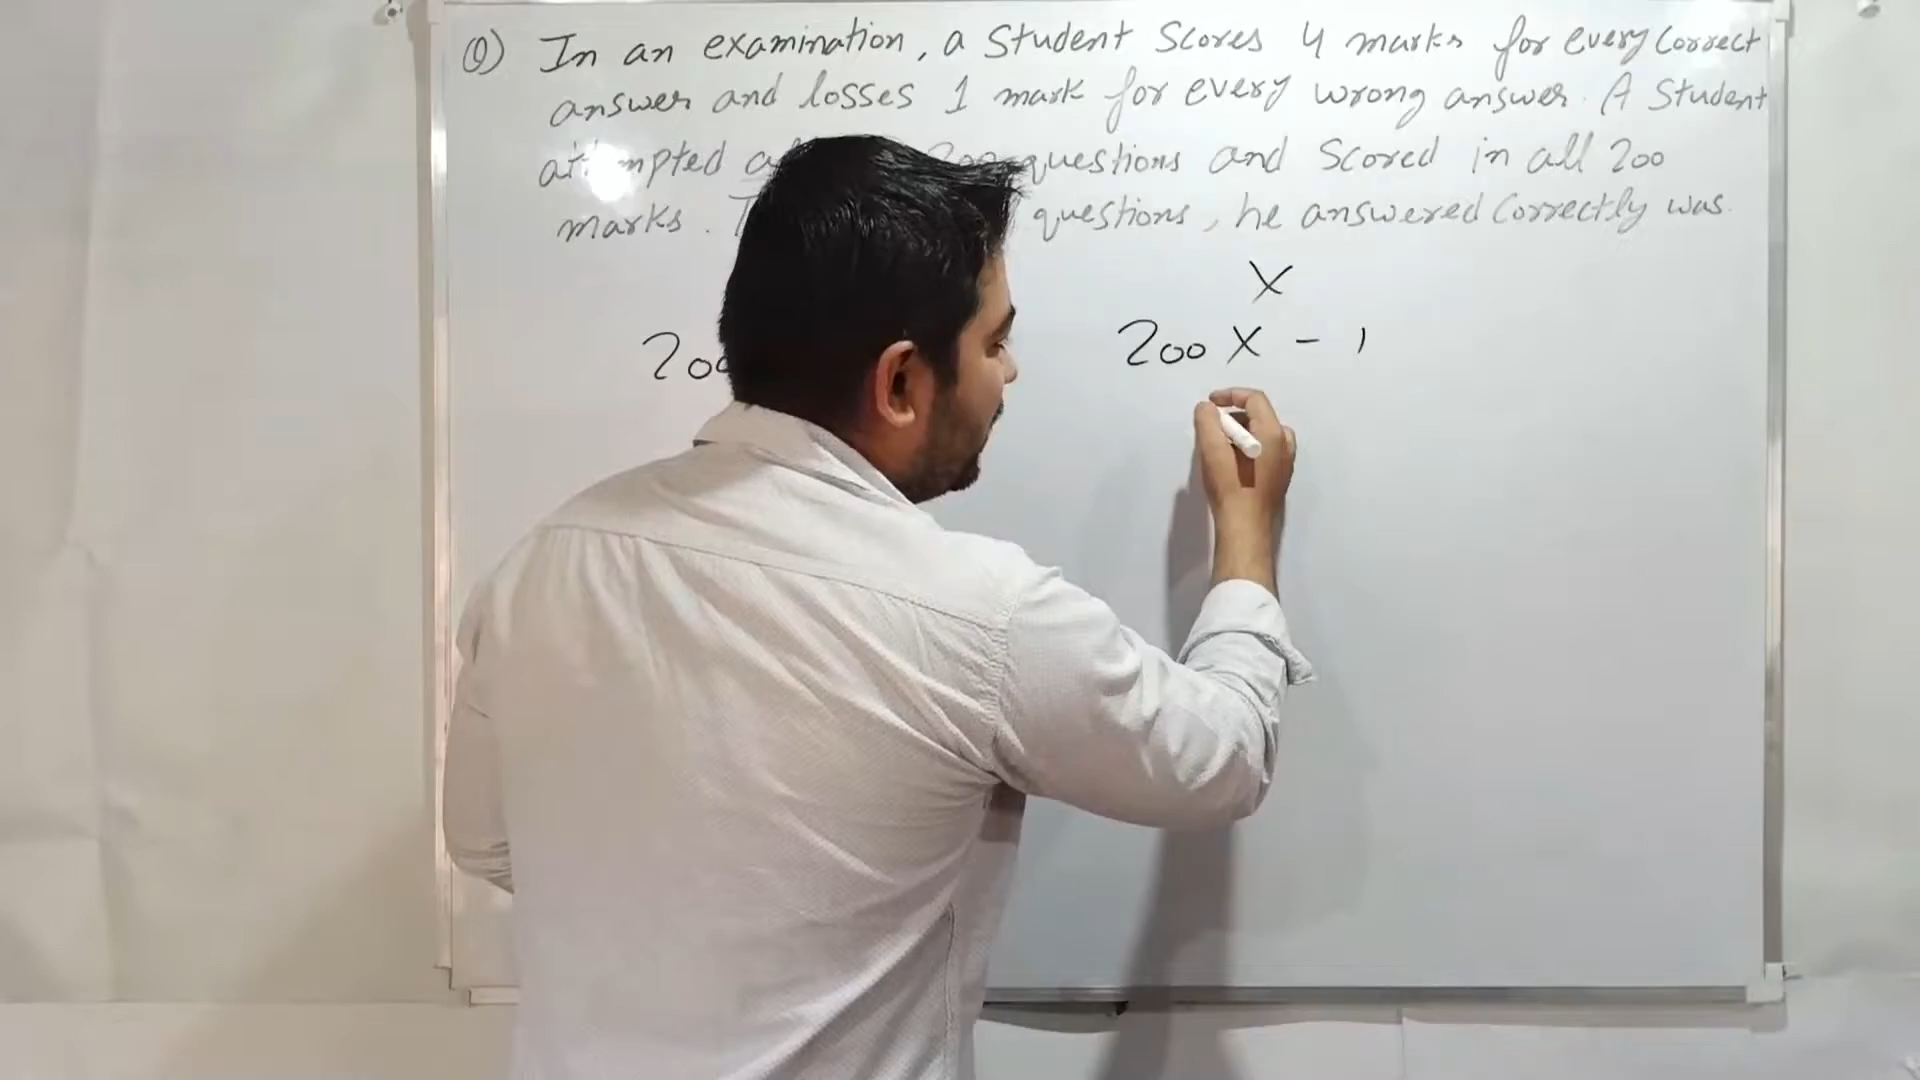 Q) In an examination, a student scores 4 marks for every correct
answer and losses 1 mark for every wrong answer. A student
attempted questions and scored in all 200
marks. questions, he answered correctly was.
X
200 200 X - 1